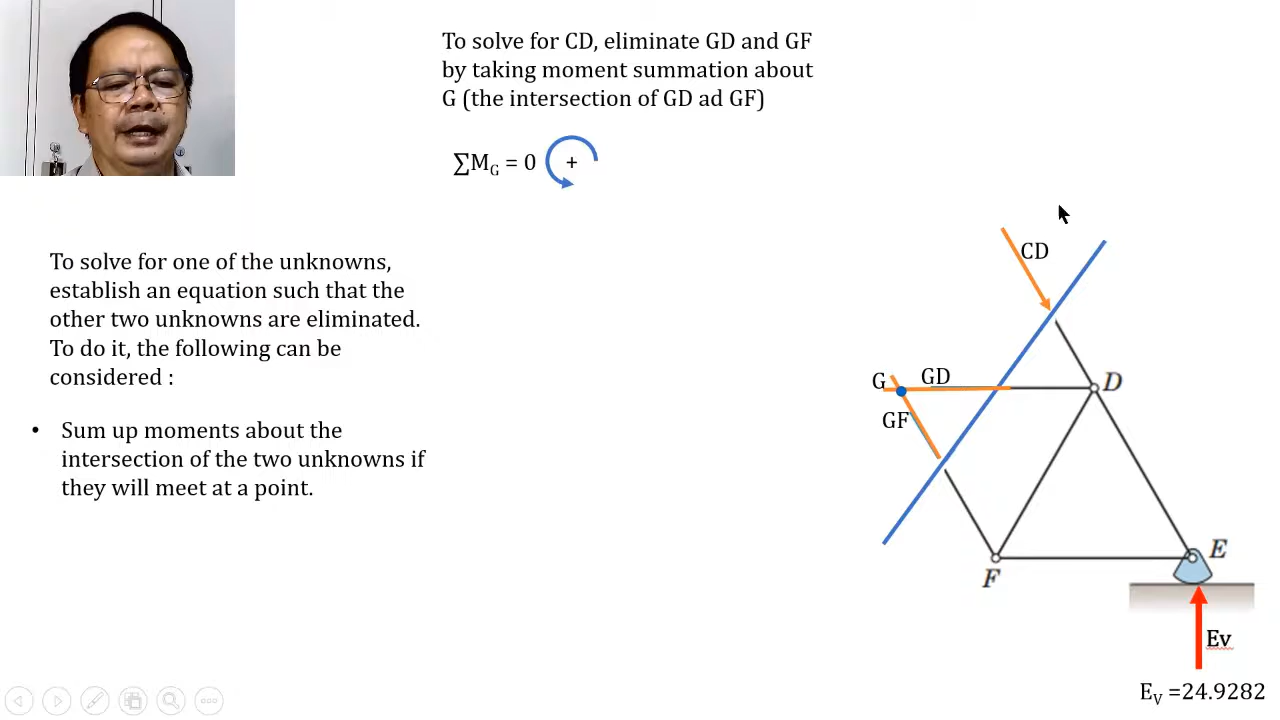 To solve for CD, eliminate GD and GF
by taking moment summation about
G (the intersection of GD ad GF)
∑M_G = 0 +
To solve for one of the unknowns,
establish an equation such that the
other two unknowns are eliminated.
To do it, the following can be
considered :
• Sum up moments about the
intersection of the two unknowns if
they will meet at a point.
CD
G GD D
GF
E
F
Ev
E_V =24.9282